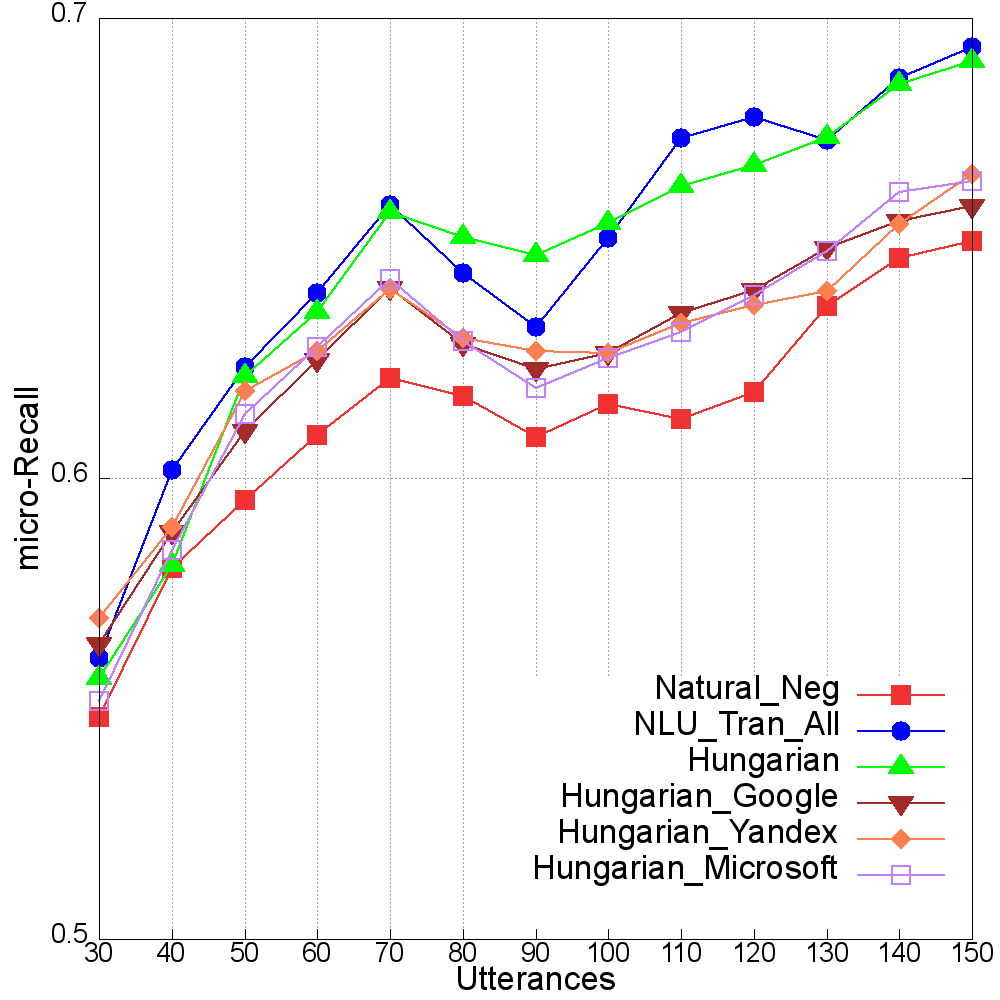 0.7
0.6
0.5
micro-Recall
Natural_Neg
NLU_Tran_All
Hungarian
Hungarian_Google
Hungarian_Yandex
Hungarian_Microsoft
30 40 50 60 70 80 90 100 110 120 130 140 150
Utterances